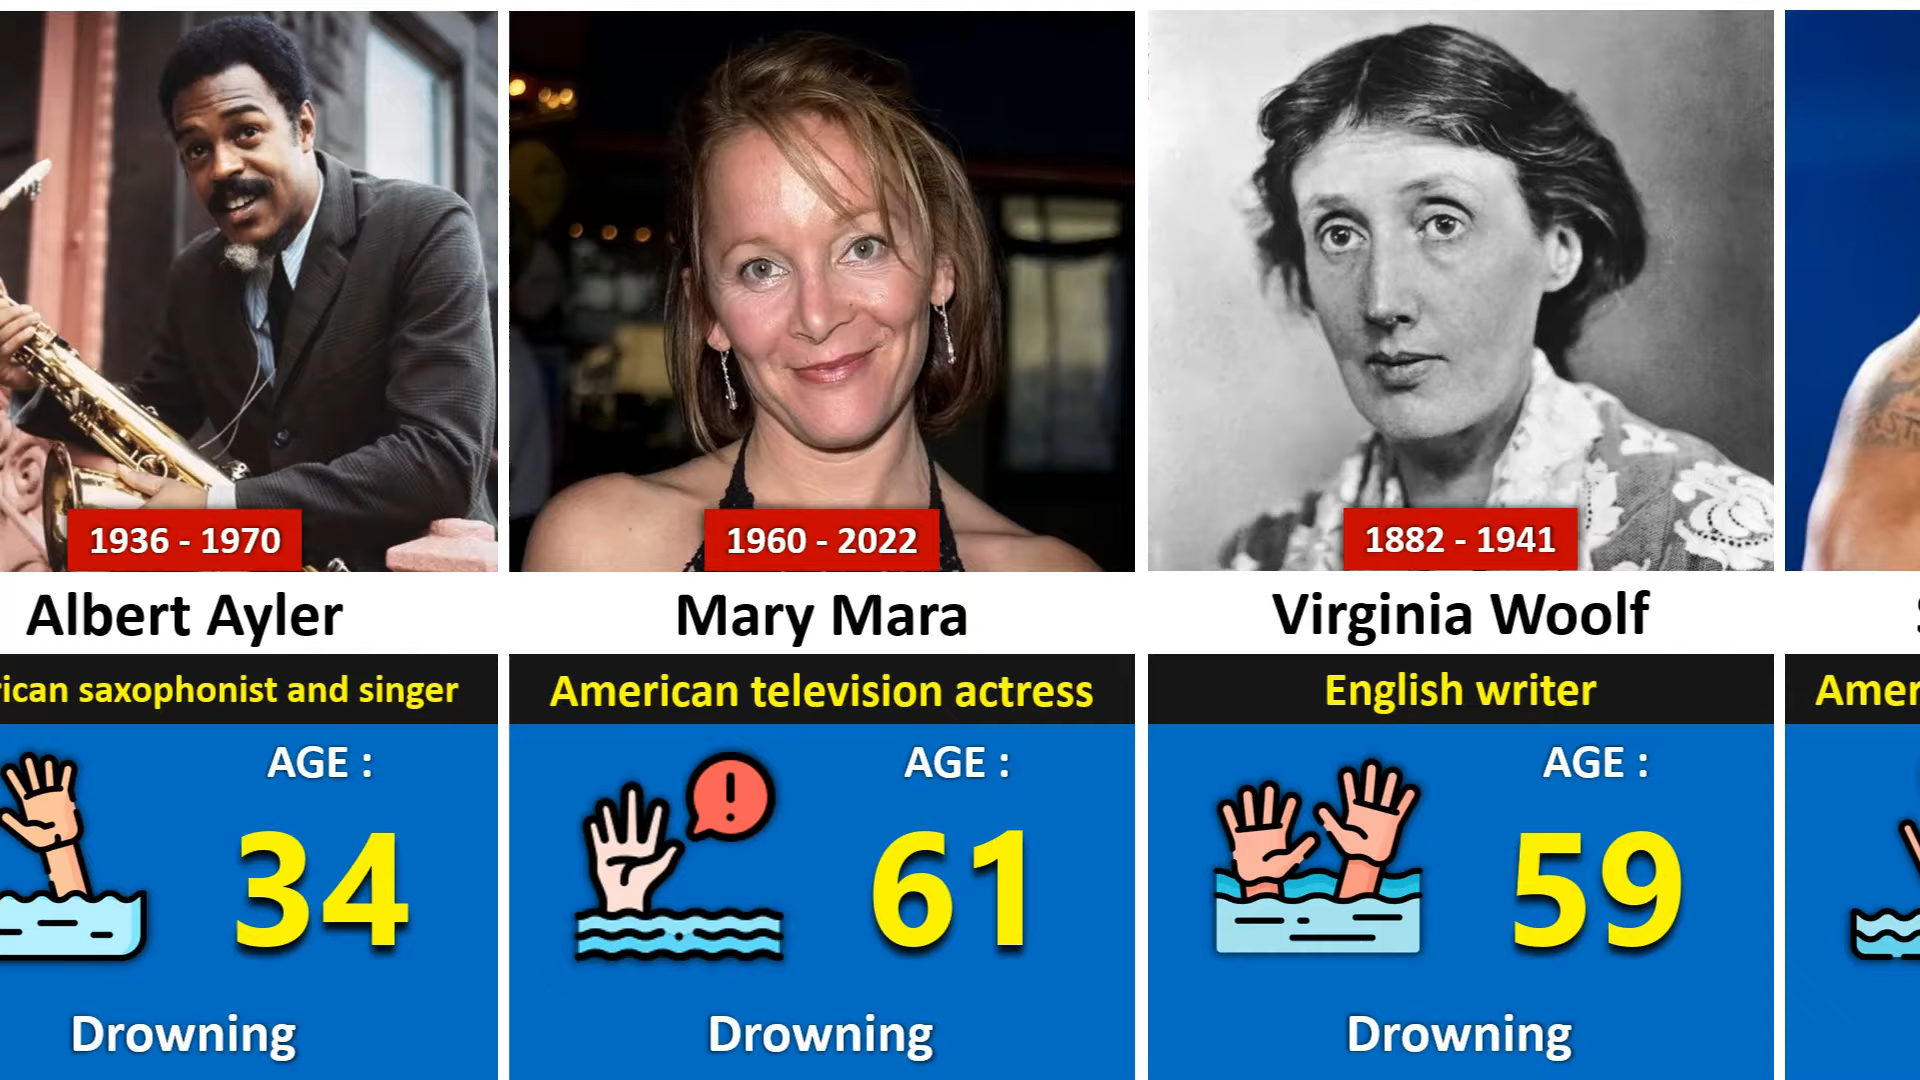 1936 - 1970
Albert Ayler
rican saxophonist and singer
AGE :
34
Drowning
1960 - 2022
Mary Mara
American television actress
AGE :
61
Drowning
1882 - 1941
Virginia Woolf
English writer
AGE :
59
Drowning
Amer